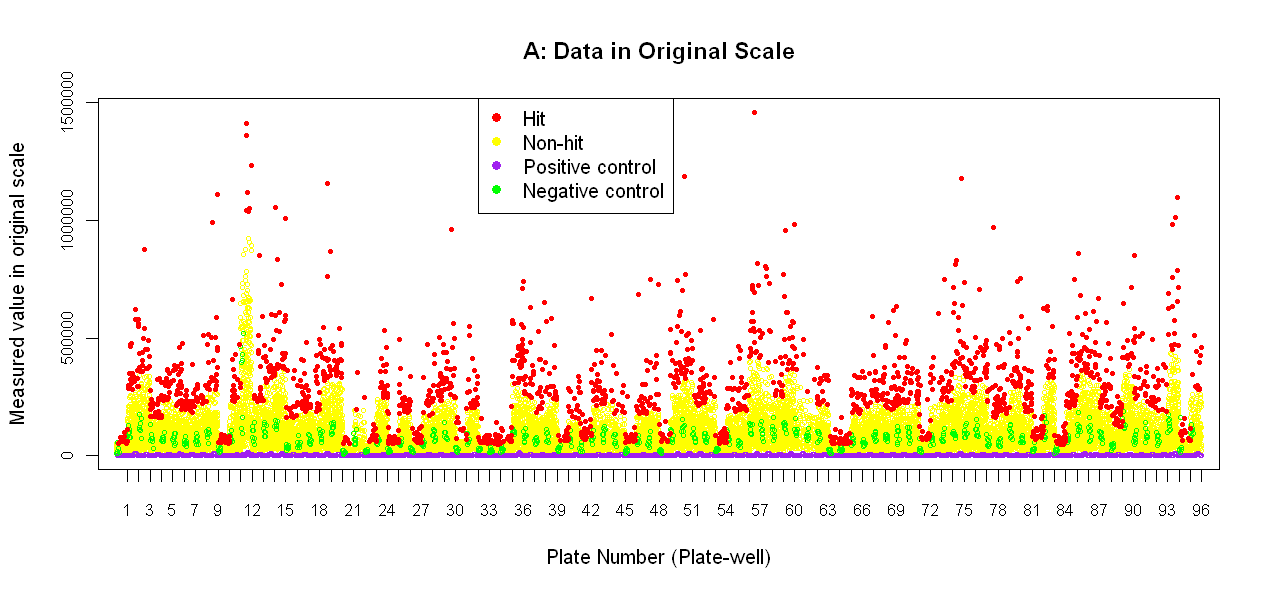 A: Data in Original Scale
Measured value in original scale
1500000
1000000
500000
0
Hit
Non-hit
Positive control
Negative control
1 3 5 7 9 12 15 18 21 24 27 30 33 36 39 42 45 48 51 54 57 60 63 66 69 72 75 78 81 84 87 90 93 96
Plate Number (Plate-well)